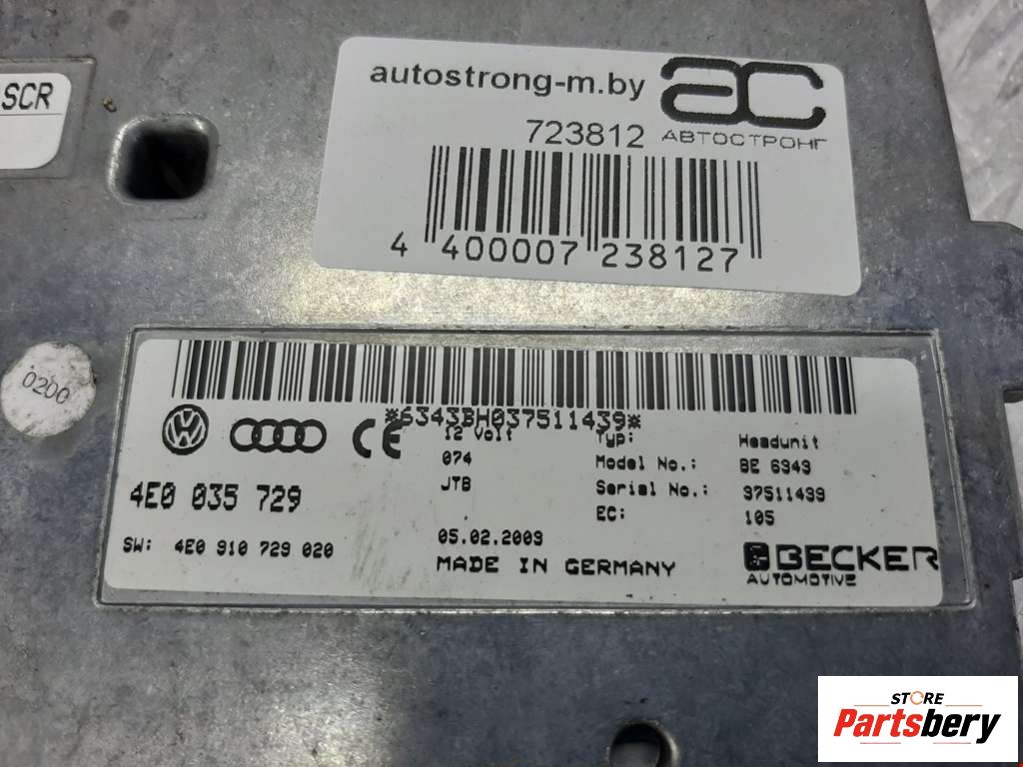 SCR
autostrong-m.by
723812
АВТОСТРОНГ
4 400007 238127
0200
*6343BH037511439*
12 Volt
Typ: Headunit
074
Model No.: BE 6343
JTB
Serial No.: 37511439
4E0 035 729
EC: 105
05.02.2009
SW: 4E0 910 729 020
MADE IN GERMANY
BECKER
AUTOMOTIVE
STORE
Partsbery